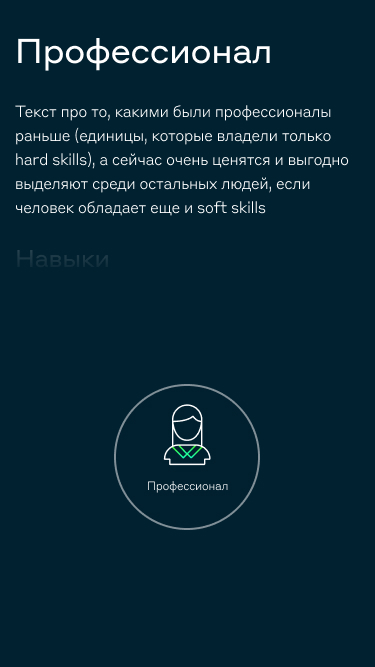 Профессионал
Текст про то, какими были профессионалы
раньше (единицы, которые владели только
hard skills), а сейчас очень ценятся и выгодно
выделяют среди остальных людей, если
человек обладает еще и soft skills
Навыки
Профессионал